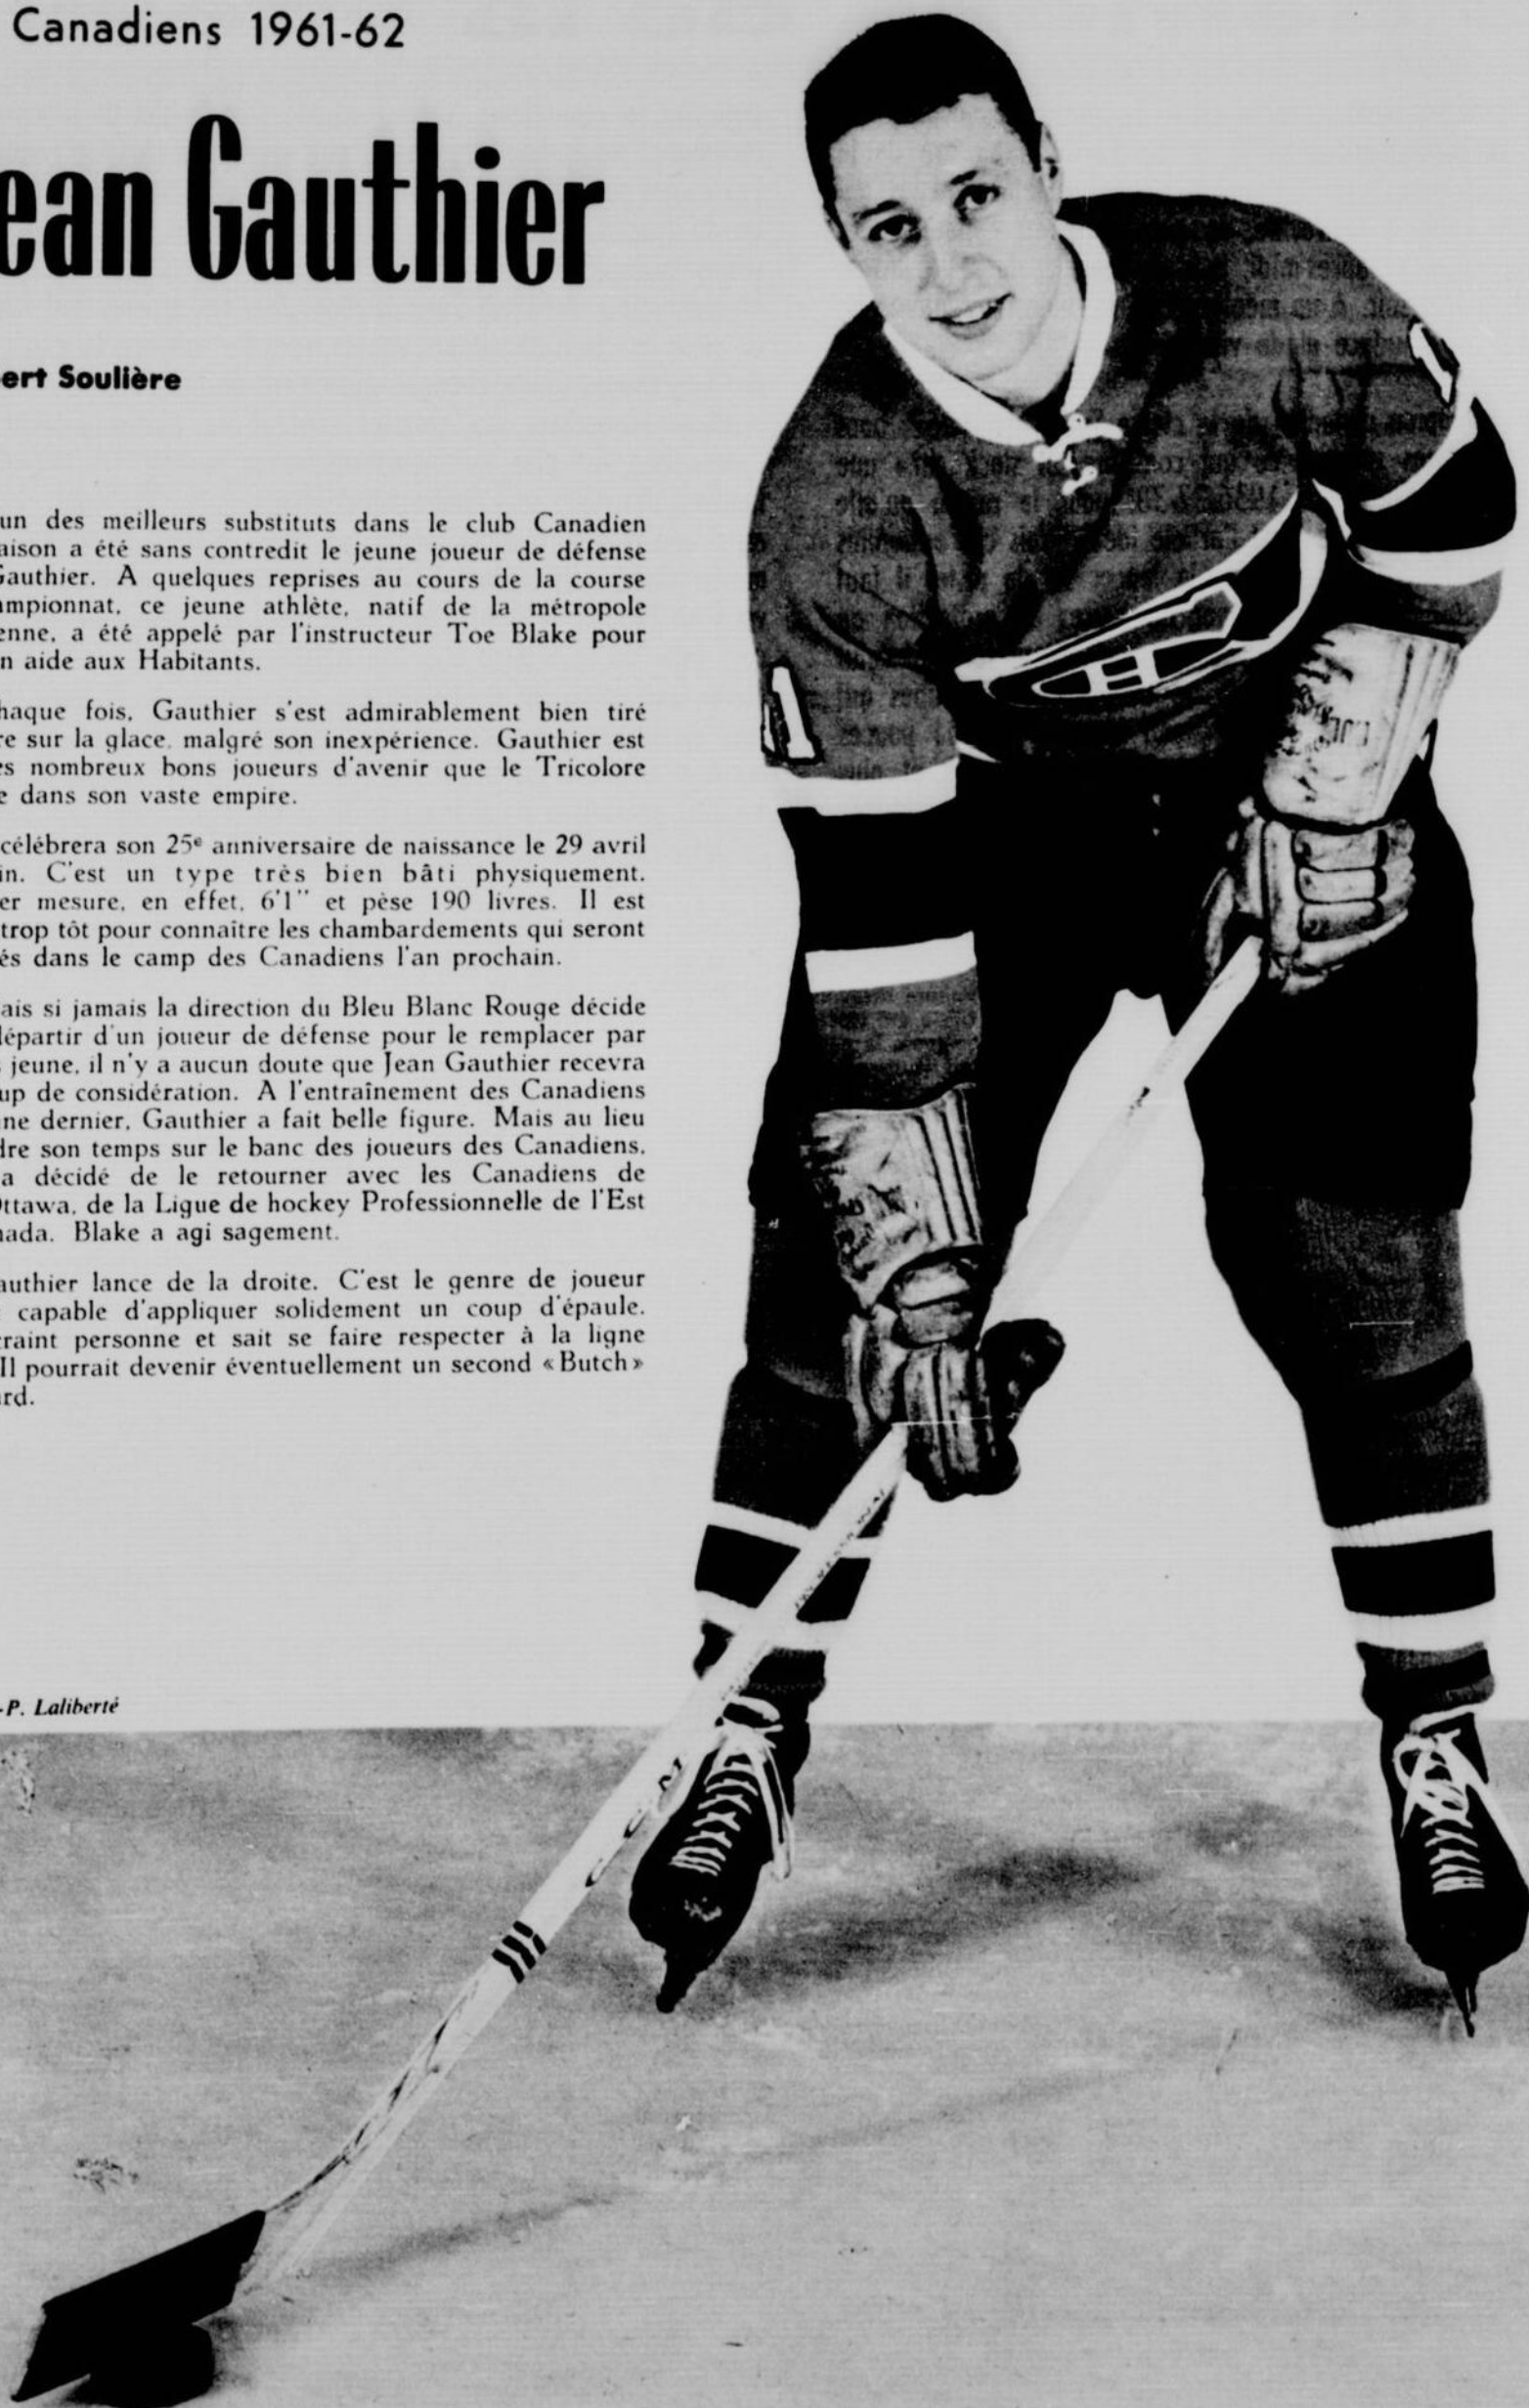 Canadiens 1961-62
ean Gauthier
ert Soulière
un des meilleurs substituts dans le club Canadien
aison a été sans contredit le jeune joueur de défense
Gauthier. A quelques reprises au cours de la course
mpionnat, ce jeune athlète, natif de la métropole
enne, a été appelé par l'instructeur Toe Blake pour
n aide aux Habitants.
haque fois, Gauthier s'est admirablement bien tiré
re sur la glace, malgré son inexpérience. Gauthier est
es nombreux bons joueurs d'avenir que le Tricolore
e dans son vaste empire.
célébrera son 25e anniversaire de naissance le 29 avril
in. C'est un type très bien bâti physiquement.
er mesure, en effet, 6'1" et pèse 190 livres. Il est
trop tôt pour connaître les chambardements qui seront
és dans le camp des Canadiens l'an prochain.
ais si jamais la direction du Bleu Blanc Rouge décide
départir d'un joueur de défense pour le remplacer par
jeune, il n'y a aucun doute que Jean Gauthier recevra
up de considération. A l'entraînement des Canadiens
ne dernier, Gauthier a fait belle figure. Mais au lieu
dre son temps sur le banc des joueurs des Canadiens,
a décidé de le retourner avec les Canadiens de
Ottawa, de la Ligue de hockey Professionnelle de l'Est
nada. Blake a agi sagement.
authier lance de la droite. C'est le genre de joueur
capable d'appliquer solidement un coup d'épaule.
craint personne et sait se faire respecter à la ligne
Il pourrait devenir éventuellement un second «Butch»
ard.
-P. Laliberté
1
1
CH
C C M